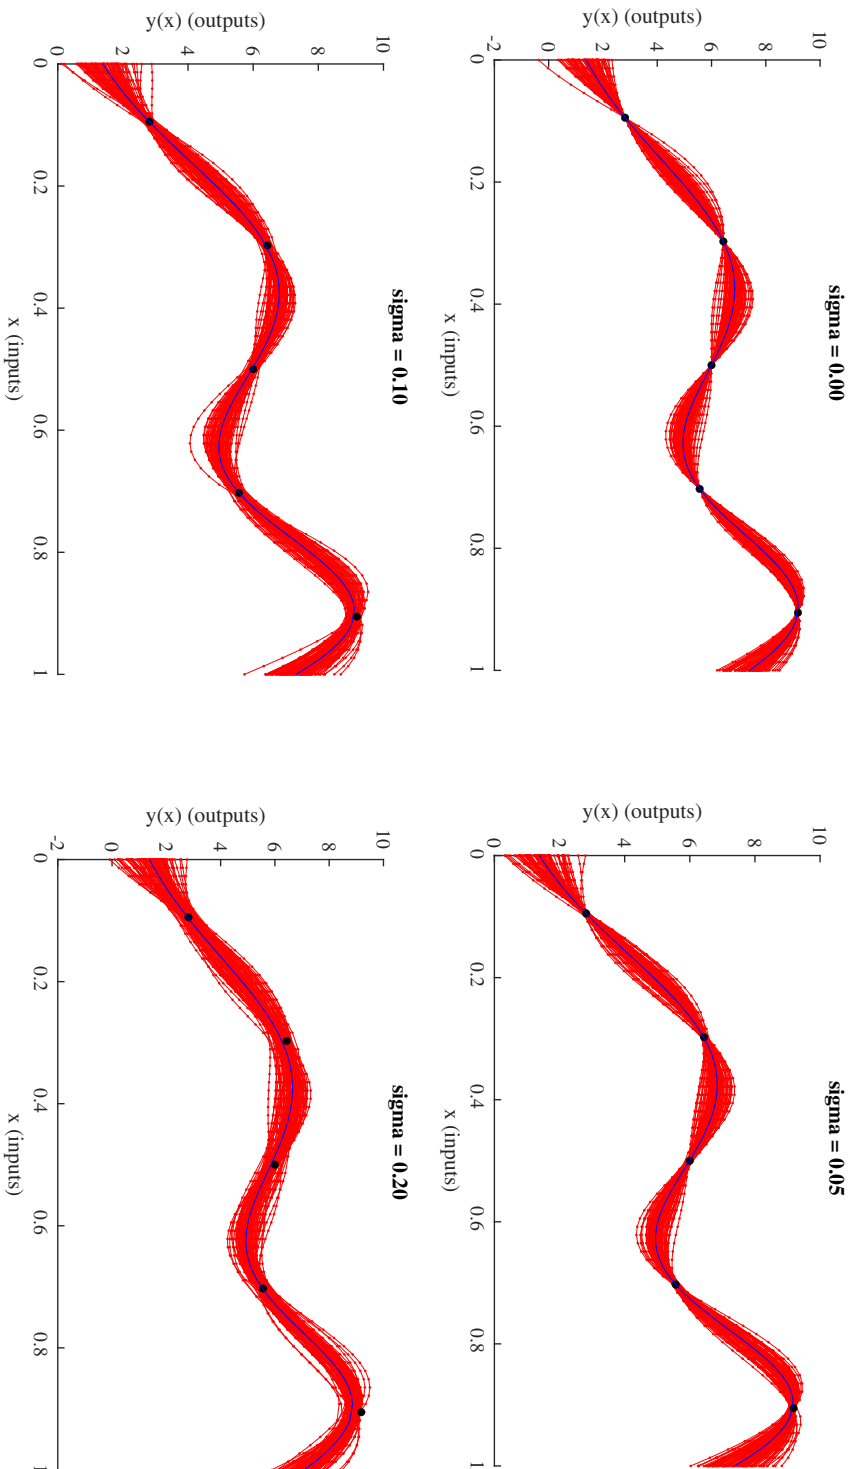 sigma = 0.00
10
8
6
4
2
0
-2
y(x) (outputs)
0 0.2 0.4 0.6 0.8 1
x (inputs)
sigma = 0.05
10
8
6
4
2
0
y(x) (outputs)
0 0.2 0.4 0.6 0.8 1
x (inputs)
sigma = 0.10
10
8
6
4
2
0
y(x) (outputs)
0 0.2 0.4 0.6 0.8 1
x (inputs)
sigma = 0.20
10
8
6
4
2
0
-2
y(x) (outputs)
0 0.2 0.4 0.6 0.8 1
x (inputs)